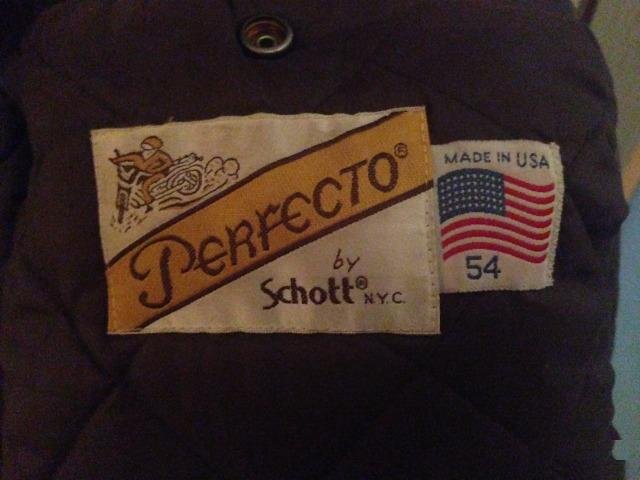 PERFECTO®
by
Schott® N.Y.C.
MADE IN USA
54